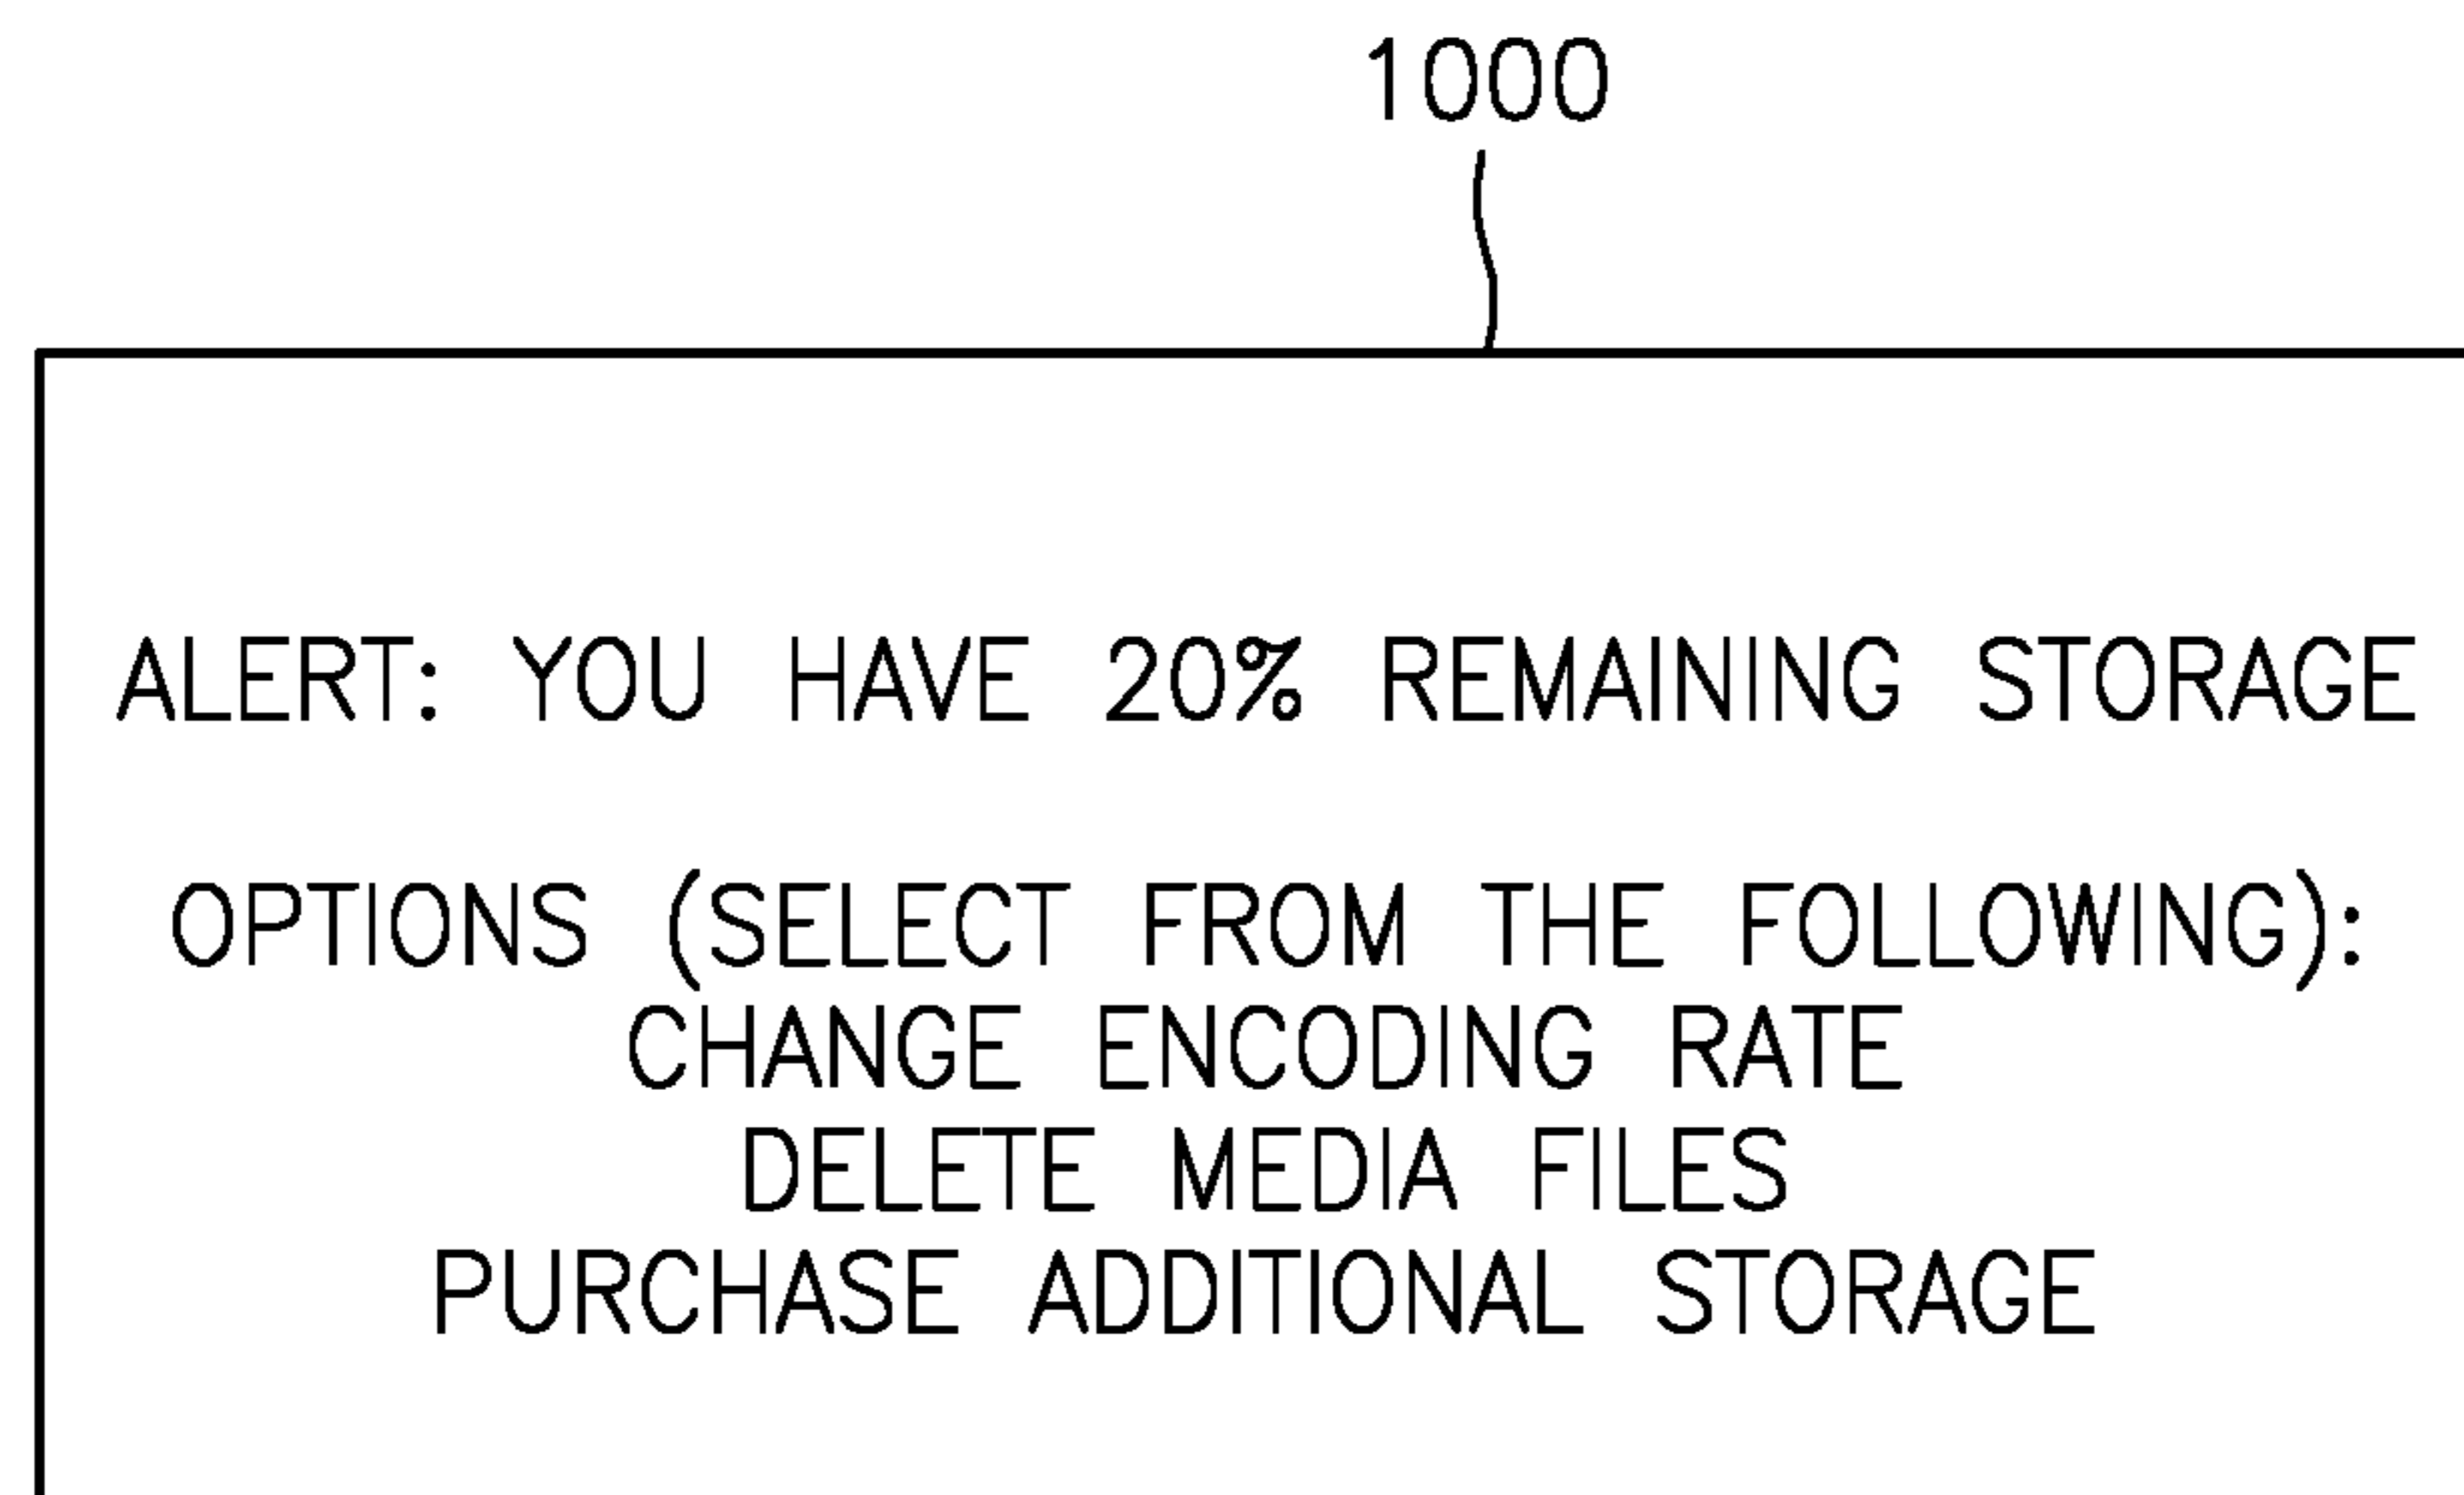 1000
ALERT: YOU HAVE 20% REMAINING STORAGE
OPTIONS (SELECT FROM THE FOLLOWING):
CHANGE ENCODING RATE
DELETE MEDIA FILES
PURCHASE ADDITIONAL STORAGE